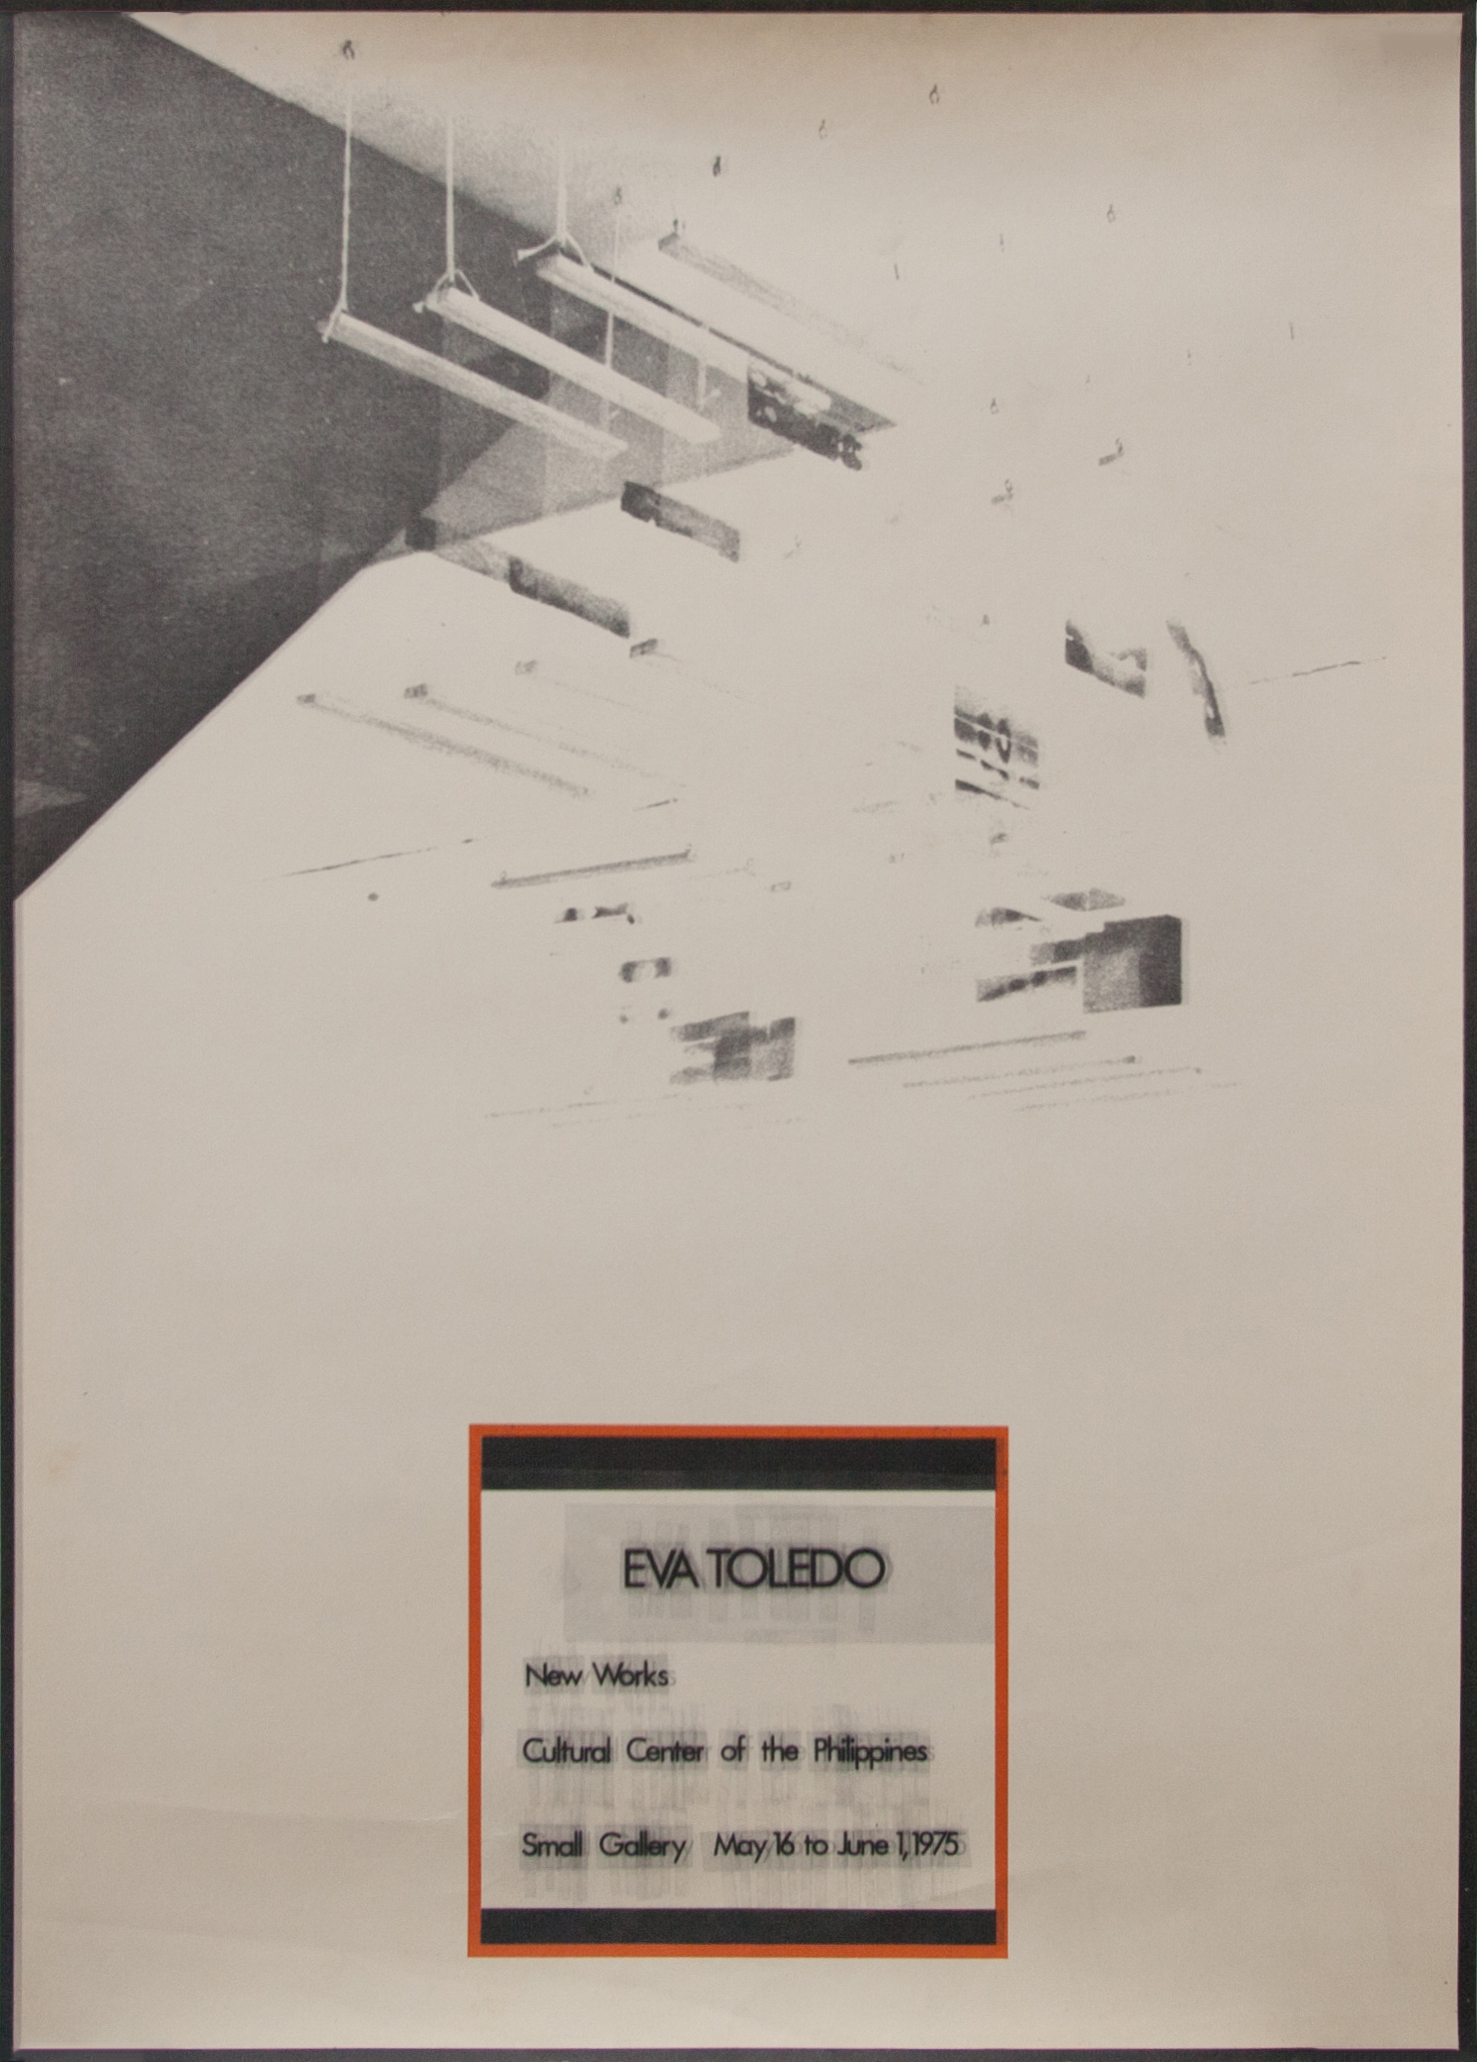 EVA TOLEDO
New Works
Cultural Center of the Philippines
Small Gallery May 16 to June 1, 1975